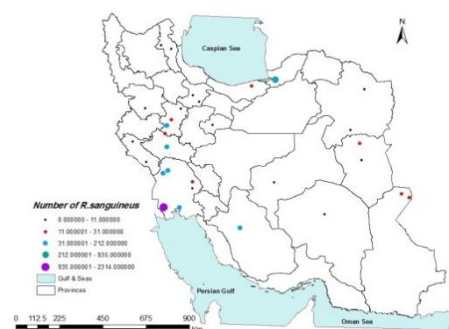 Caspian Sea
N
Number of R.sanguineus
0.000000 - 11.000000
11.000001 - 31.000000
31.000001 - 212.000000
212.000001 - 935.000000
935.000001 - 2314.000000
Gulf & Seas
Provinces
Persian Gulf
Oman Sea
0 112.5 225 450 675 900